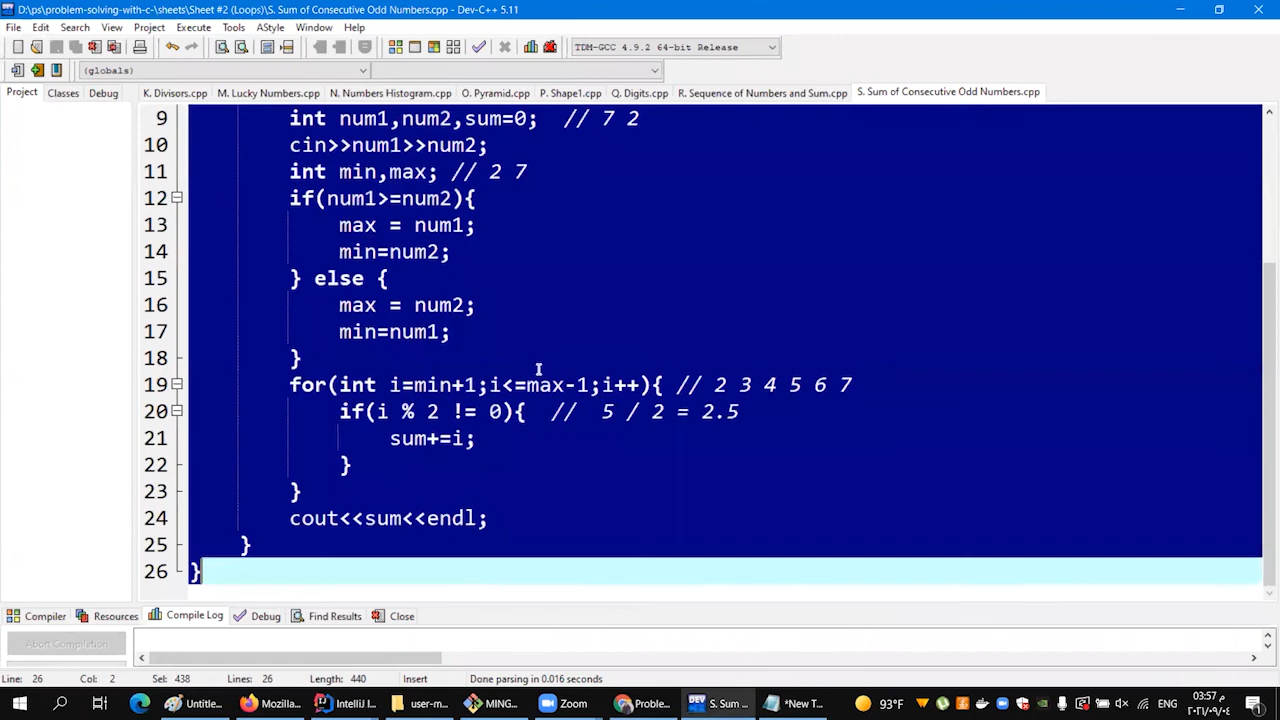 D:\ps\problem-solving-with-c-\sheets\Sheet #2 (Loops)\S. Sum of Consecutive Odd Numbers.cpp - Dev-C++ 5.11
File Edit Search View Project Execute Tools AStyle Window Help
TDM-GCC 4.9.2 64-bit Release
(globals)
Project Classes Debug K. Divisors.cpp M. Lucky Numbers.cpp N. Numbers Histogram.cpp O. Pyramid.cpp P. Shape1.cpp Q. Digits.cpp R. Sequence of Numbers and Sum.cpp S. Sum of Consecutive Odd Numbers.cpp
9 int num1,num2,sum=0; // 7 2
10 cin>>num1>>num2;
11 int min,max; // 2 7
12 if(num1>=num2){
13 max = num1;
14 min=num2;
15 } else {
16 max = num2;
17 min=num1;
18 }
19 for(int i=min+1;i<=max-1;i++){ // 2 3 4 5 6 7
20 if(i % 2 != 0){ // 5 / 2 = 2.5
21 sum+=i;
22 }
23 }
24 cout<<sum<<endl;
25 }
26 }
Compiler Resources Compile Log Debug Find Results Close
Abort Compilation
Line: 26 Col: 2 Sel: 438 Lines: 26 Length: 440 Insert Done parsing in 0.016 seconds
Untitle... Mozilla... IntelliJ I... user-m... MING... Zoom Proble... S. Sum ... *New T... 93°F ENG
03:57 م